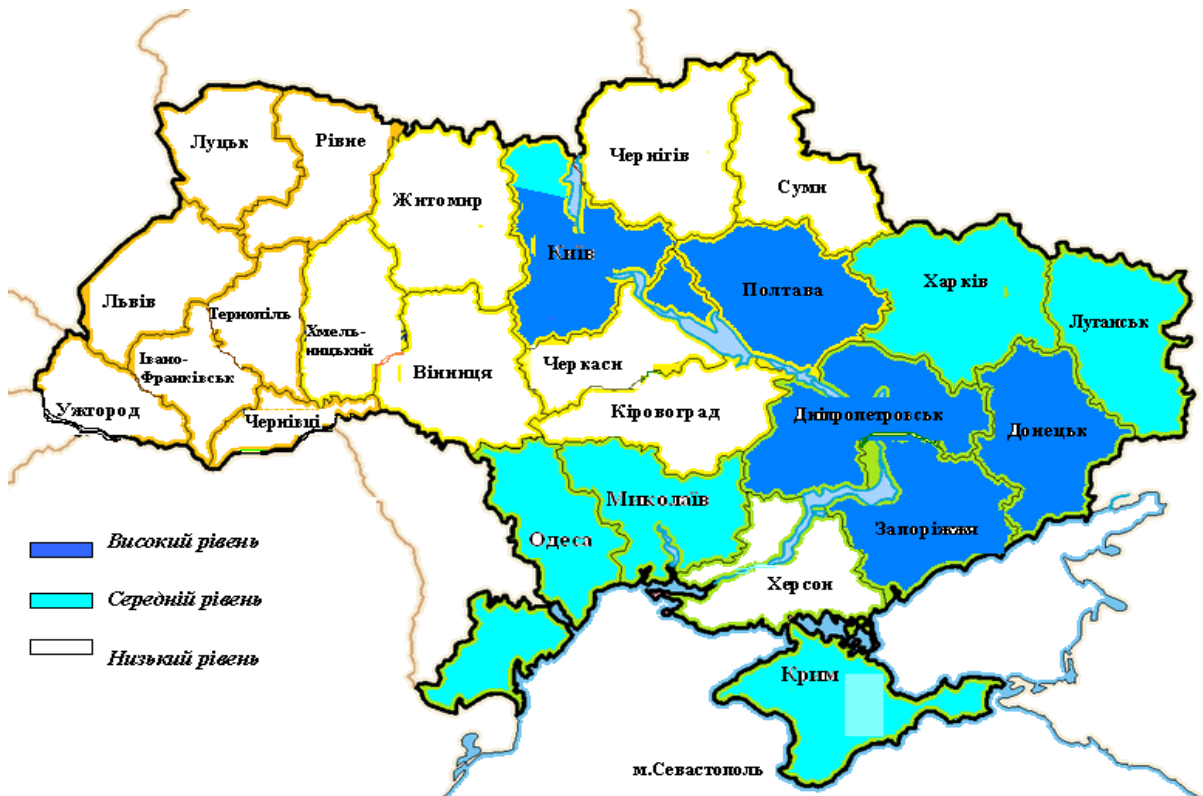 Луцьк
Рівне
Чернігів
Суми
Житомир
Київ
Полтава
Харків
Львів
Тернопіль
Хмель-
ницький
Луганськ
Івано-
Франківськ
Вінниця
Черкаси
Ужгород
Чернівці
Кіровоград
Дніпропетровськ
Донецьк
Миколаїв
Одеса
Запоріжжя
Херсон
Крим
м.Севастополь
Високий рівень
Середній рівень
Низький рівень